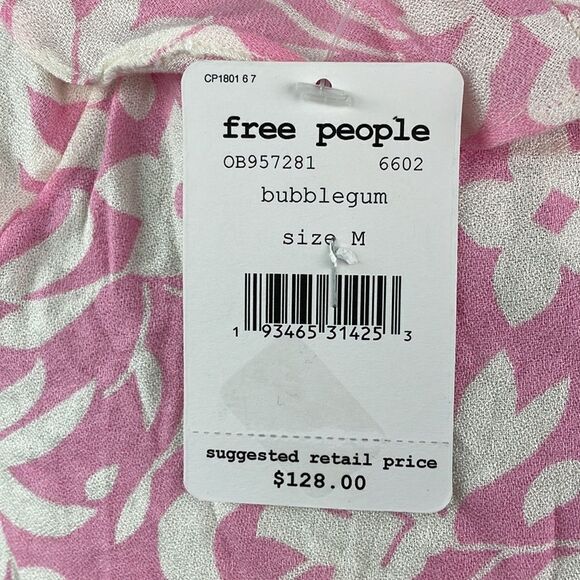 CP1801 6 7
free people
OB957281 6602
bubblegum
size M
1 93465 31425 3
suggested retail price
$128.00